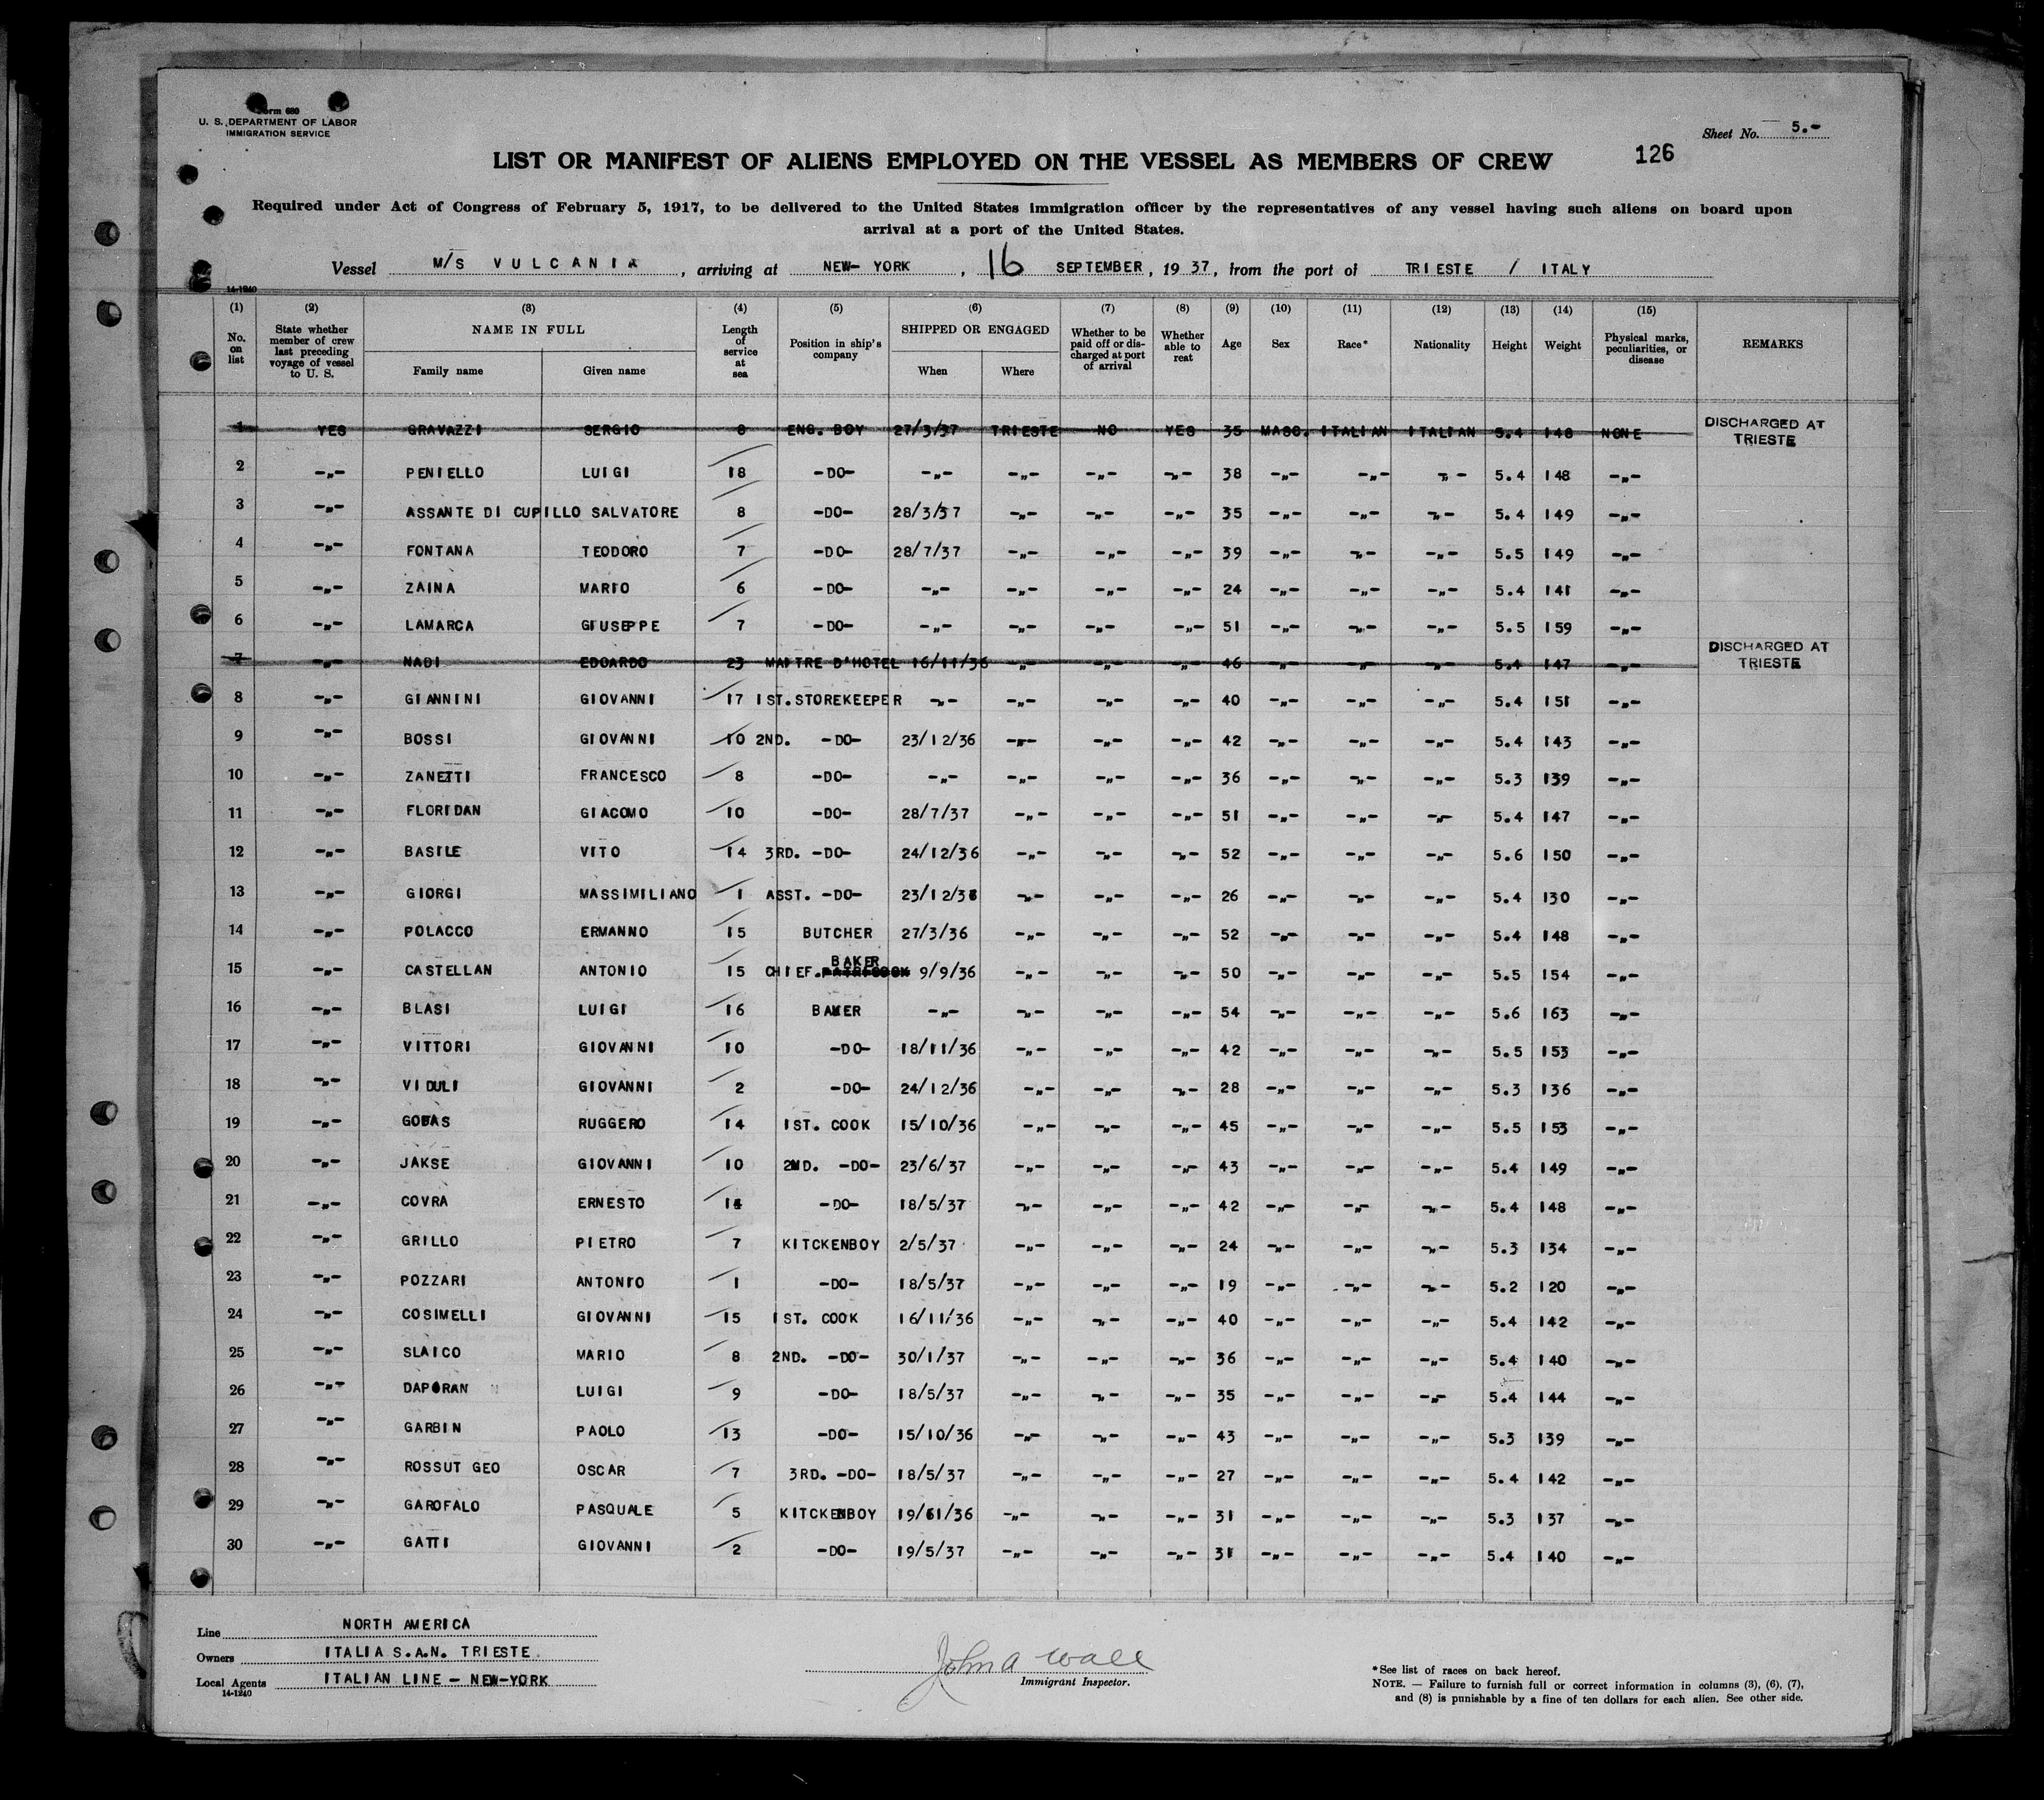 Form 680
U. S. DEPARTMENT OF LABOR
IMMIGRATION SERVICE
Sheet No. 5.-
126
LIST OR MANIFEST OF ALIENS EMPLOYED ON THE VESSEL AS MEMBERS OF CREW
Required under Act of Congress of February 5, 1917, to be delivered to the United States immigration officer by the representatives of any vessel having such aliens on board upon
arrival at a port of the United States.
Vessel M/S VULCANIA, arriving at NEW-YORK, 16 SEPTEMBER, 1937, from the port of TRIESTE / ITALY
14-1240
(1) (2) (3) (4) (5) (6) (7) (8) (9) (10) (11) (12) (13) (14) (15)
No. on list | State whether member of crew last preceding voyage of vessel to U. S. | NAME IN FULL Family name | Given name | Length of service at sea | Position in ship's company | SHIPPED OR ENGAGED When | Where | Whether to be paid off or discharged at port of arrival | Whether able to read | Age | Sex | Race* | Nationality | Height | Weight | Physical marks, peculiarities, or disease | REMARKS
1 YES GRAVAZZI SERGIO 8 ENG. BOY 27/3/37 TRIESTE NO YES 35 MASC. ITALIAN ITALIAN 5.4 148 NONE DISCHARGED AT TRIESTE
2 -"- PENIELLO LUIGI 18 -DO- -"- -"- -"- -"- 38 -"- -"- -"- 5.4 148 -"-
3 -"- ASSANTE DI CUPILLO SALVATORE 8 -DO- 28/3/37 -"- -"- -"- 35 -"- -"- -"- 5.4 149 -"-
4 -"- FONTANA TEODORO 7 -DO- 28/7/37 -"- -"- -"- 39 -"- -"- -"- 5.5 149 -"-
5 -"- ZAINA MARIO 6 -DO- -"- -"- -"- -"- 24 -"- -"- -"- 5.4 141 -"-
6 -"- LAMARCA GIUSEPPE 7 -DO- -"- -"- -"- -"- 51 -"- -"- -"- 5.5 159 -"-
7 -"- NADI EDOARDO 23 MAITRE D'HOTEL 16/11/36 -"- -"- -"- 46 -"- -"- -"- 5.4 147 -"- DISCHARGED AT TRIESTE
8 -"- GIANNINI GIOVANNI 17 1ST.STOREKEEPER -"- -"- -"- -"- 40 -"- -"- -"- 5.4 151 -"-
9 -"- BOSSI GIOVANNI 10 2ND. -DO- 23/12/36 -"- -"- -"- 42 -"- -"- -"- 5.4 143 -"-
10 -"- ZANETTI FRANCESCO 8 -DO- -"- -"- -"- -"- 36 -"- -"- -"- 5.3 139 -"-
11 -"- FLORIDAN GIACOMO 10 -DO- 28/7/37 -"- -"- -"- 51 -"- -"- -"- 5.4 147 -"-
12 -"- BASILE VITO 14 3RD. -DO- 24/12/36 -"- -"- -"- 52 -"- -"- -"- 5.6 150 -"-
13 -"- GIORGI MASSIMILIANO 1 ASST. -DO- 23/12/36 -"- -"- -"- 26 -"- -"- -"- 5.4 130 -"-
14 -"- POLACCO ERMANNO 15 BUTCHER 27/3/36 -"- -"- -"- 52 -"- -"- -"- 5.4 148 -"-
15 -"- CASTELLAN ANTONIO 15 CHIEF. BAKER 9/9/36 -"- -"- -"- 50 -"- -"- -"- 5.5 154 -"-
16 -"- BLASI LUIGI 16 BAKER -"- -"- -"- -"- 54 -"- -"- -"- 5.6 163 -"-
17 -"- VITTORI GIOVANNI 10 -DO- 18/11/36 -"- -"- -"- 42 -"- -"- -"- 5.5 153 -"-
18 -"- VIDULI GIOVANNI 2 -DO- 24/12/36 -"- -"- -"- 28 -"- -"- -"- 5.3 136 -"-
19 -"- RUGGERO 14 1ST. COOK 15/10/36 -"- -"- -"- 45 -"- -"- -"- 5.5 153 -"-
20 -"- JAKSE GIOVANNI 10 2ND. -DO- 23/6/37 -"- -"- -"- 43 -"- -"- -"- 5.4 149 -"-
21 -"- COVRA ERNESTO 14 -DO- 18/5/37 -"- -"- -"- 42 -"- -"- -"- 5.4 148 -"-
22 -"- GRILLO PIETRO 7 KITCKENBOY 2/5/37 -"- -"- -"- 24 -"- -"- -"- 5.3 134 -"-
23 -"- POZZARI ANTONIO 1 -DO- 18/5/37 -"- -"- -"- 19 -"- -"- -"- 5.2 120 -"-
24 -"- COSIMELLI GIOVANNI 15 1ST. COOK 16/11/36 -"- -"- -"- 40 -"- -"- -"- 5.4 142 -"-
25 -"- SLAICO MARIO 8 2ND. -DO- 30/1/37 -"- -"- -"- 36 -"- -"- -"- 5.4 140 -"-
26 -"- DAPORAN LUIGI 9 -DO- 18/5/37 -"- -"- -"- 35 -"- -"- -"- 5.4 144 -"-
27 -"- GARBIN PAOLO 13 -DO- 15/10/36 -"- -"- -"- 43 -"- -"- -"- 5.3 139 -"-
28 -"- ROSSUT GEO OSCAR 7 3RD. -DO- 18/5/37 -"- -"- -"- 27 -"- -"- -"- 5.4 142 -"-
29 -"- GAROFALO PASQUALE 5 KITCKENBOY -"- -"- -"- 31 -"- -"- -"- 5.3 137 -"-
30 -"- GATTI GIOVANNI 2 -DO- 19/5/37 -"- -"- -"- 31 -"- -"- -"- 5.4 140 -"-
Line NORTH AMERICA
Owners ITALIA S.A.N. TRIESTE
Local Agents ITALIAN LINE - NEW-YORK
14-1240
John A Wall
Immigrant Inspector.
*See list of races on back hereof.
NOTE. — Failure to furnish full or correct information in columns (3), (6), (7),
and (8) is punishable by a fine of ten dollars for each alien. See other side.